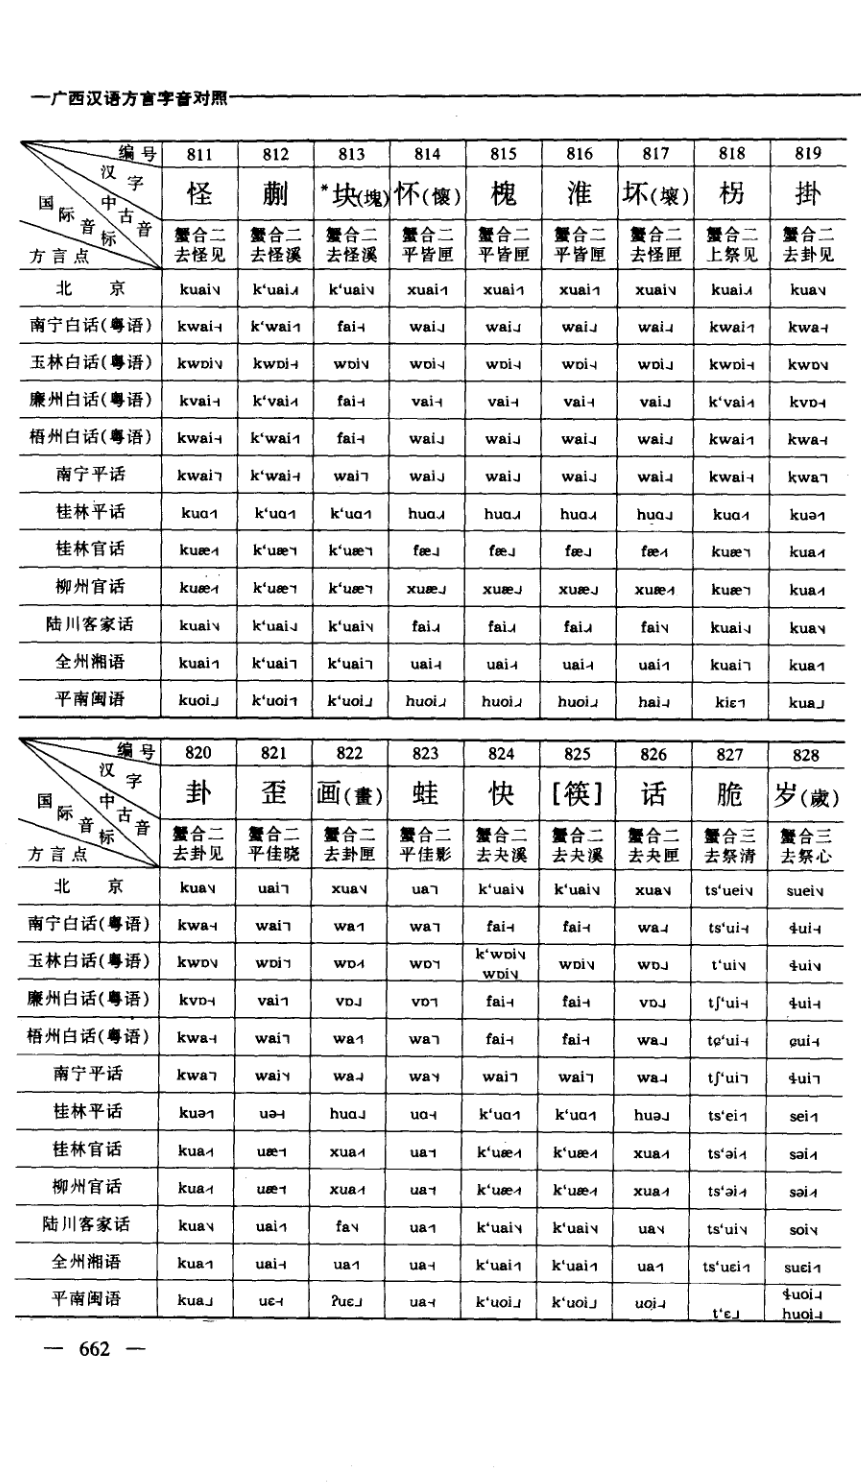 广西汉语方言字音对照
编号 811 812 813 814 815 816 817 818 819
汉字 怪 蒯 *块(塊) 怀(懷) 槐 淮 坏(壞) 柺 掛
国际音标 中古音 蟹合二 蟹合二 蟹合二 蟹合二 蟹合二 蟹合二 蟹合二 蟹合二 蟹合二
方言点 去怪见 去怪溪 去怪溪 平皆匣 平皆匣 平皆匣 去怪匣 上祭见 去卦见
北京 kuai˥˩ k‘uai k‘uai˥˩ xuai xuai xuai xuai˥˩ kuai kua˥˩
南宁白话(粤语) kwai˧ k‘wai fai˧ wai wai wai wai kwai kwa˧
玉林白话(粤语) kwɒi kwɒi wɒi wɒi wɒi wɒi wɒi kwɒi kwɒ
廉州白话(粤语) kvai k‘vai fai vai vai vai vai k‘vai kvɒ
梧州白话(粤语) kwai k‘wai fai wai wai wai wai kwai kwa
南宁平话 kwai k‘wai wai wai wai wai wai kwai kwa
桂林平话 kuɑ k‘uɑ k‘uɑ huɑ huɑ huɑ huɑ kuɑ kuə
桂林官话 kuæ k‘uæ k‘uæ fæ fæ fæ fæ kuæ kua
柳州官话 kuæ k‘uæ k‘uæ xuæ xuæ xuæ xuæ kuæ kua
陆川客家话 kuai k‘uai k‘uai fai fai fai fai kuai kua
全州湘语 kuai k‘uai k‘uai uai uai uai uai kuai kua
平南闽语 kuoi k‘uoi k‘uoi huoi huoi huoi hai kiɛ kua
编号 820 821 822 823 824 825 826 827 828
汉字 卦 歪 画(畫) 蛙 快 [筷] 话 脆 岁(歲)
国际音标 中古音 蟹合二 蟹合二 蟹合二 蟹合二 蟹合二 蟹合二 蟹合二 蟹合三 蟹合三
方言点 去卦见 平佳晓 去卦匣 平佳影 去夬溪 去夬溪 去夬匣 去祭清 去祭心
北京 kua uai xua ua k‘uai k‘uai xua ts‘uei suei
南宁白话(粤语) kwa wai wa wa fai fai wa ts‘ui ɬui
玉林白话(粤语) kwɒ wɒi wɒ wɒ k‘wɒi wɒi wɒi wɒ t‘ui ɬui
廉州白话(粤语) kvɒ vai vɒ vɒ fai fai vɒ tʃ‘ui ɬui
梧州白话(粤语) kwa wai wa wa fai fai wa tɕ‘ui ɕui
南宁平话 kwa wai wa wa wai wai wa tʃ‘ui ɬui
桂林平话 kuə uə huɑ uɑ k‘uɑ k‘uɑ huə ts‘ei sei
桂林官话 kua uæ xua ua k‘uæ k‘uæ xua ts‘əi səi
柳州官话 kua uæ xua ua k‘uæ k‘uæ xua ts‘əi səi
陆川客家话 kua uai fa ua k‘uai k‘uai ua ts‘ui soi
全州湘语 kua uai ua ua k‘uai k‘uai ua ts‘uɛi suɛi
平南闽语 kua uɛ ʔuɛ ua k‘uoi k‘uoi uoi t‘ɛ ɬuoi huoi
— 662 —